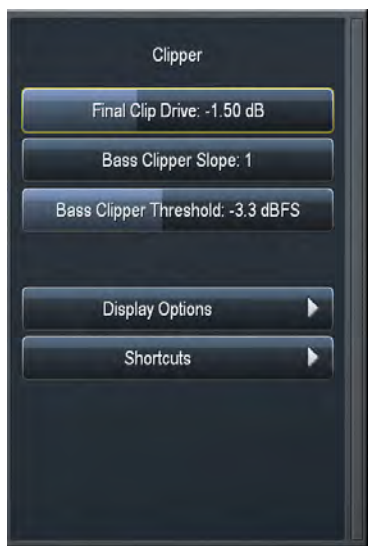 Clipper
Final Clip Drive: -1.50 dB
Bass Clipper Slope: 1
Bass Clipper Threshold: -3.3 dBFS
Display Options
Shortcuts